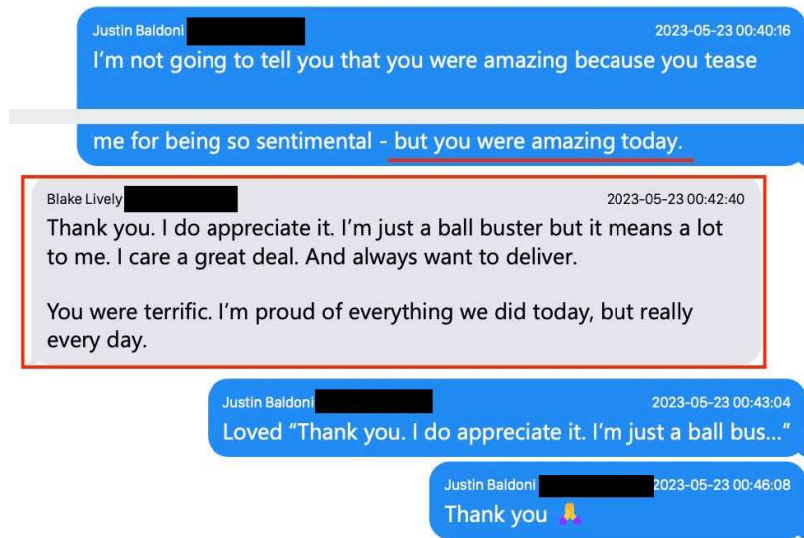 Justin Baldoni 2023-05-23 00:40:16
I'm not going to tell you that you were amazing because you tease
me for being so sentimental - but you were amazing today.
Blake Lively 2023-05-23 00:42:40
Thank you. I do appreciate it. I'm just a ball buster but it means a lot
to me. I care a great deal. And always want to deliver.
You were terrific. I'm proud of everything we did today, but really
every day.
Justin Baldoni 2023-05-23 00:43:04
Loved “Thank you. I do appreciate it. I'm just a ball bus...”
Justin Baldoni 2023-05-23 00:46:08
Thank you 🙏